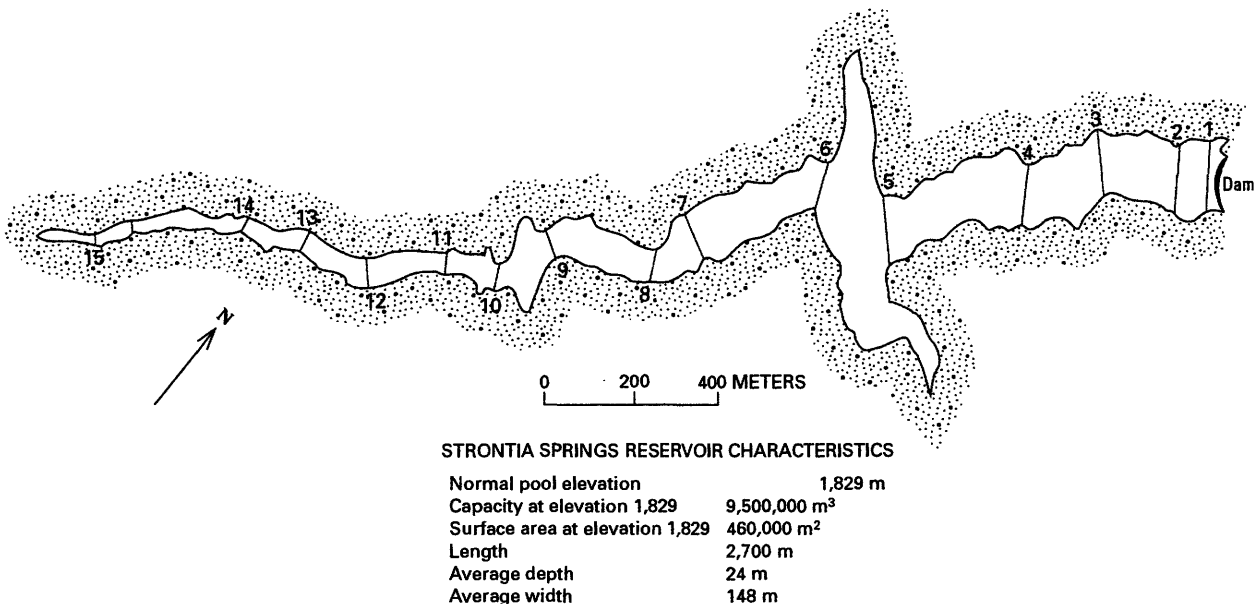 3
2 1
6
4
Dam
5
7
14
13
11
15
9
12
10
8
N
0 200 400 METERS
STRONTIA SPRINGS RESERVOIR CHARACTERISTICS
Normal pool elevation 1,829 m
Capacity at elevation 1,829 9,500,000 m³
Surface area at elevation 1,829 460,000 m²
Length 2,700 m
Average depth 24 m
Average width 148 m